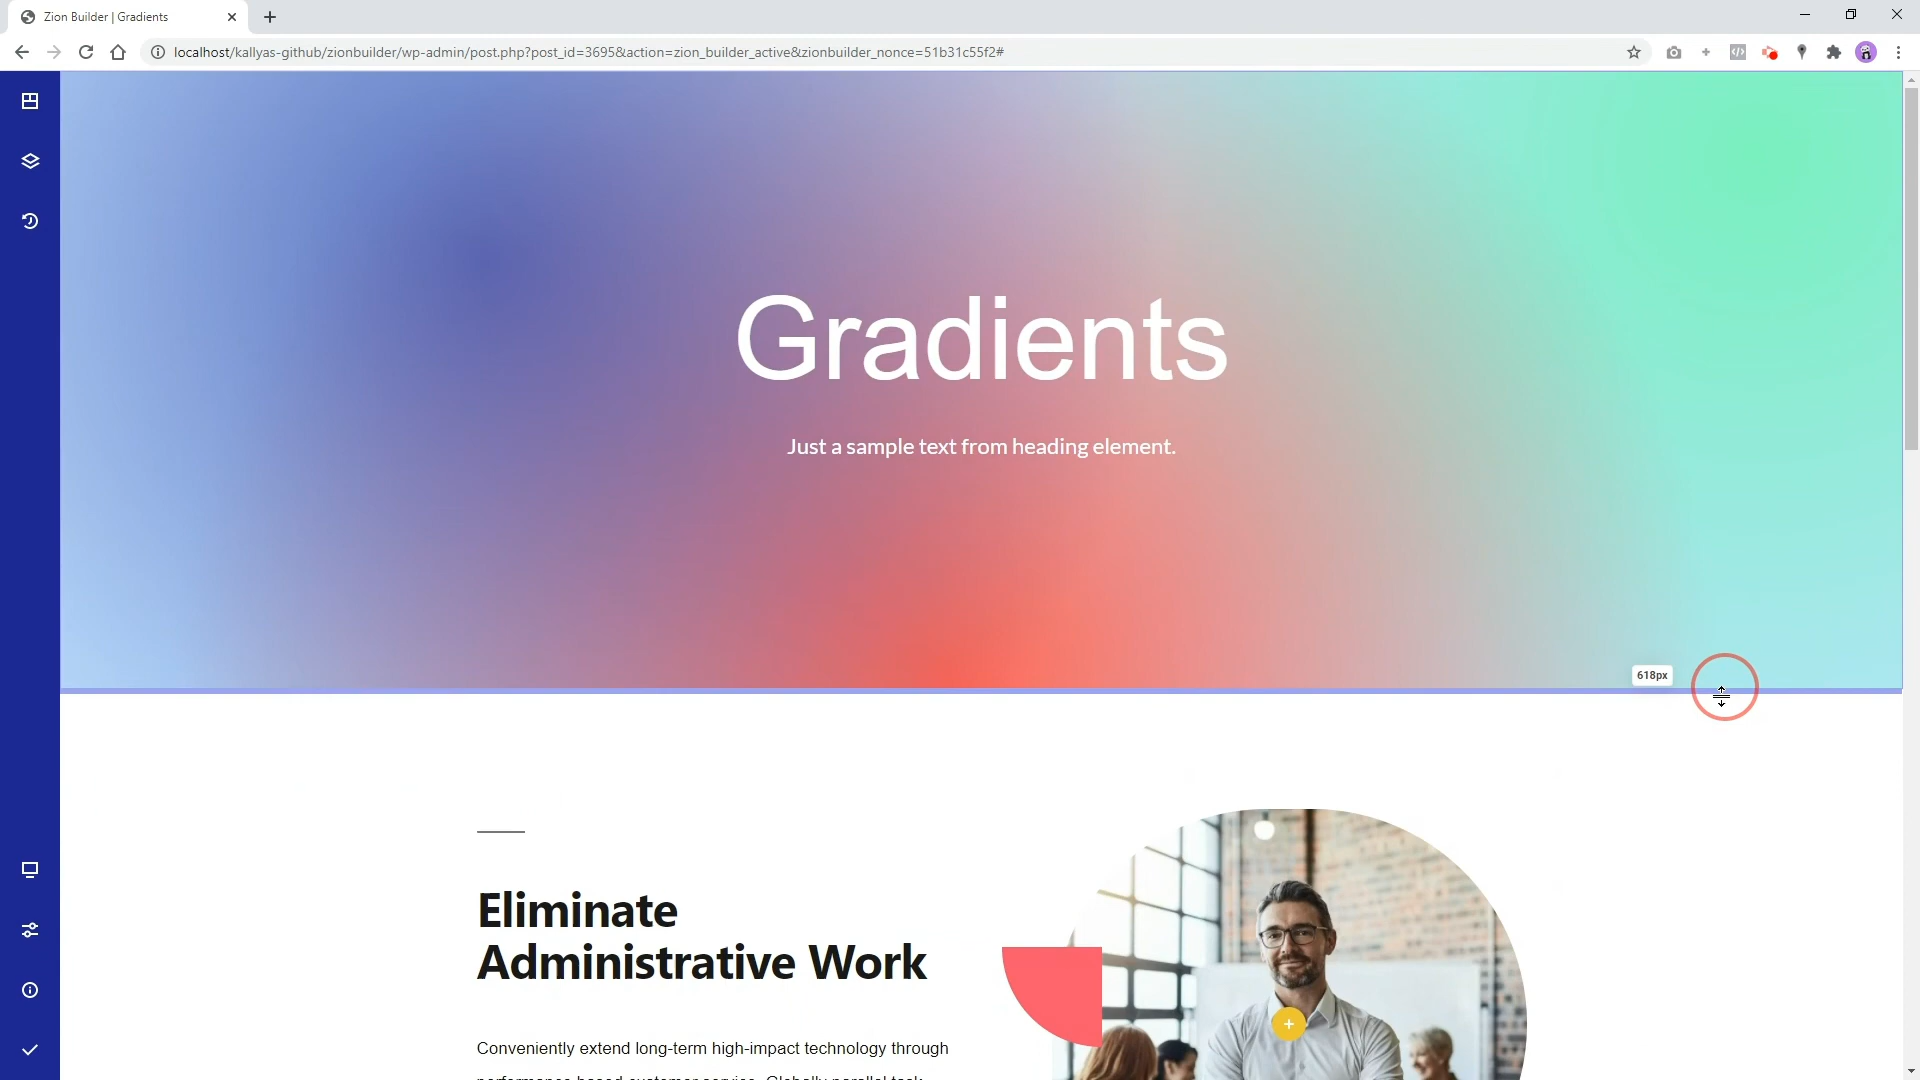 Zion Builder | Gradients
localhost/kallyas-github/zionbuilder/wp-admin/post.php?post_id=3695&action=zion_builder_active&zionbuilder_nonce=51b31c55f2#
Gradients
Just a sample text from heading element.
618px
Eliminate
Administrative Work
Conveniently extend long-term high-impact technology through